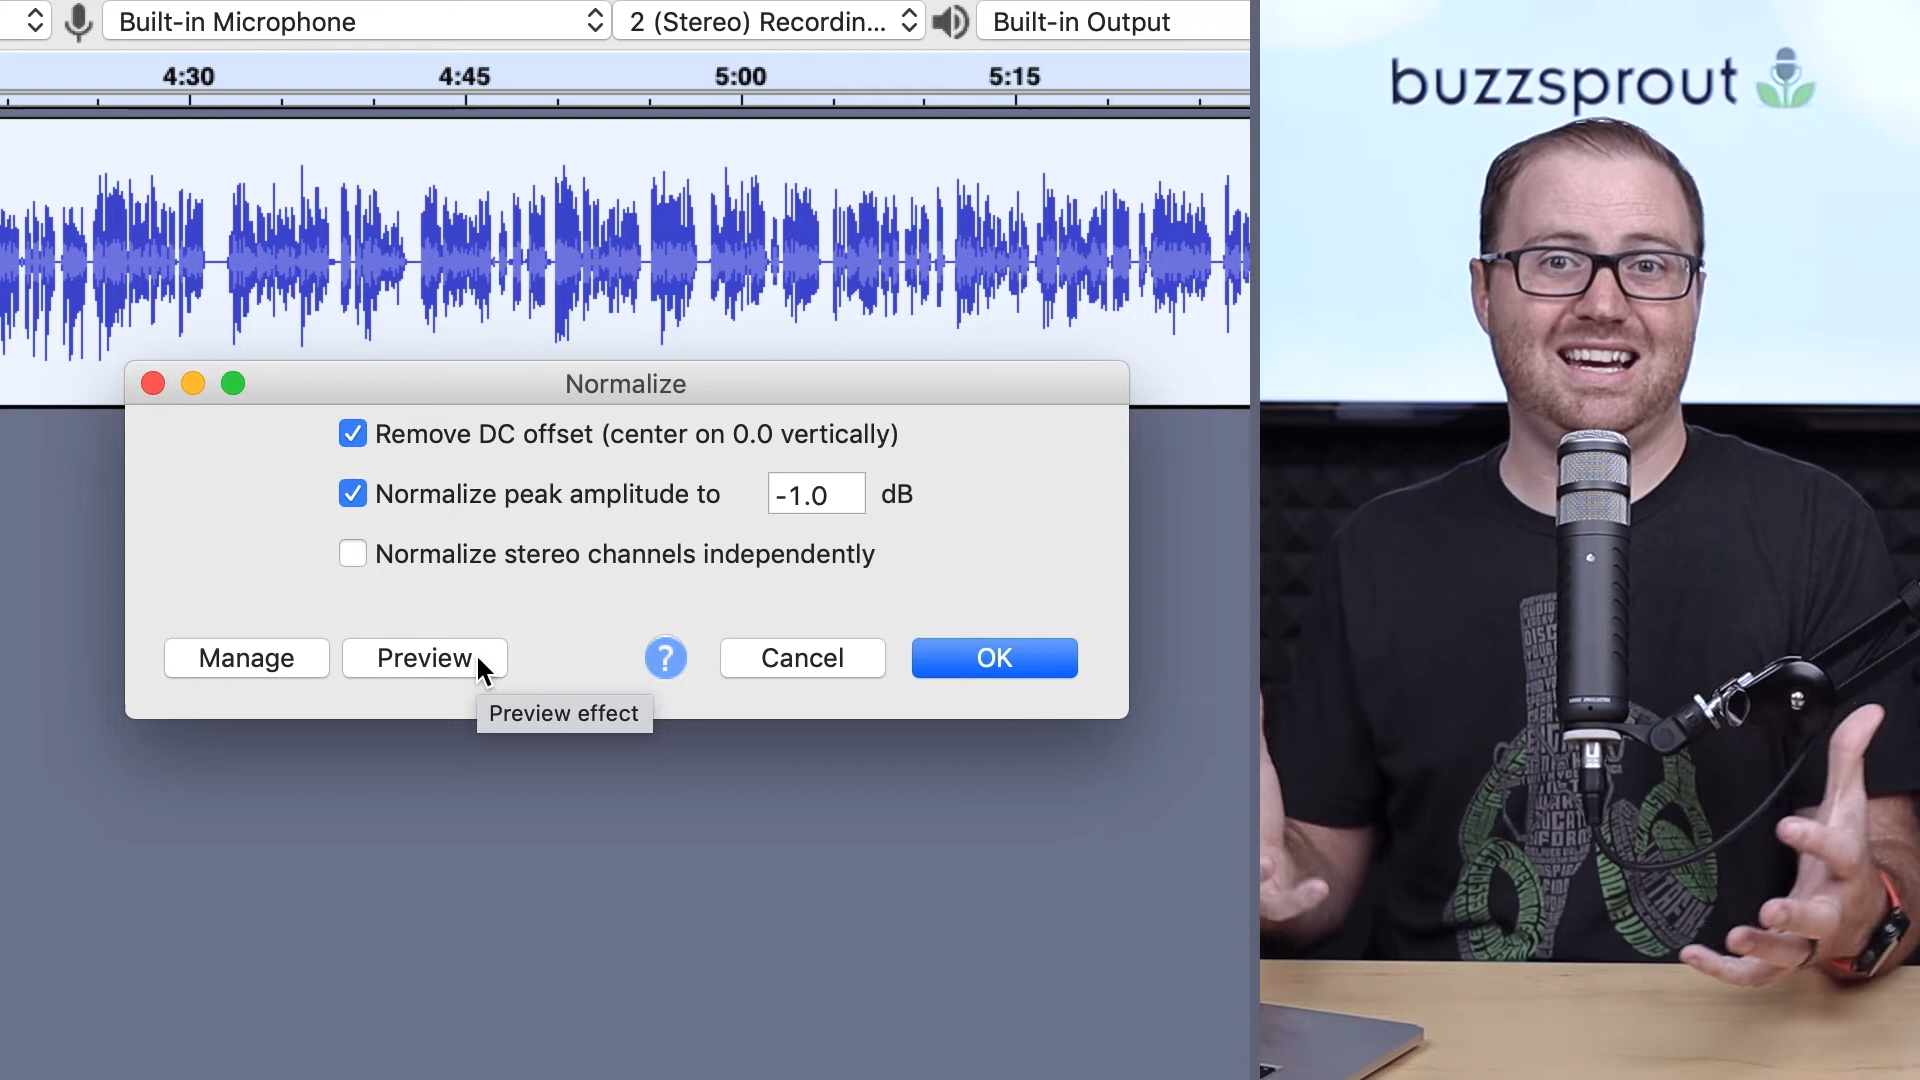 Built-in Microphone
2 (Stereo) Recordin...
Built-in Output
4:30
4:45
5:00
5:15
Normalize
Remove DC offset (center on 0.0 vertically)
Normalize peak amplitude to -1.0 dB
Normalize stereo channels independently
Manage
Preview
?
Cancel
OK
Preview effect
buzzsprout